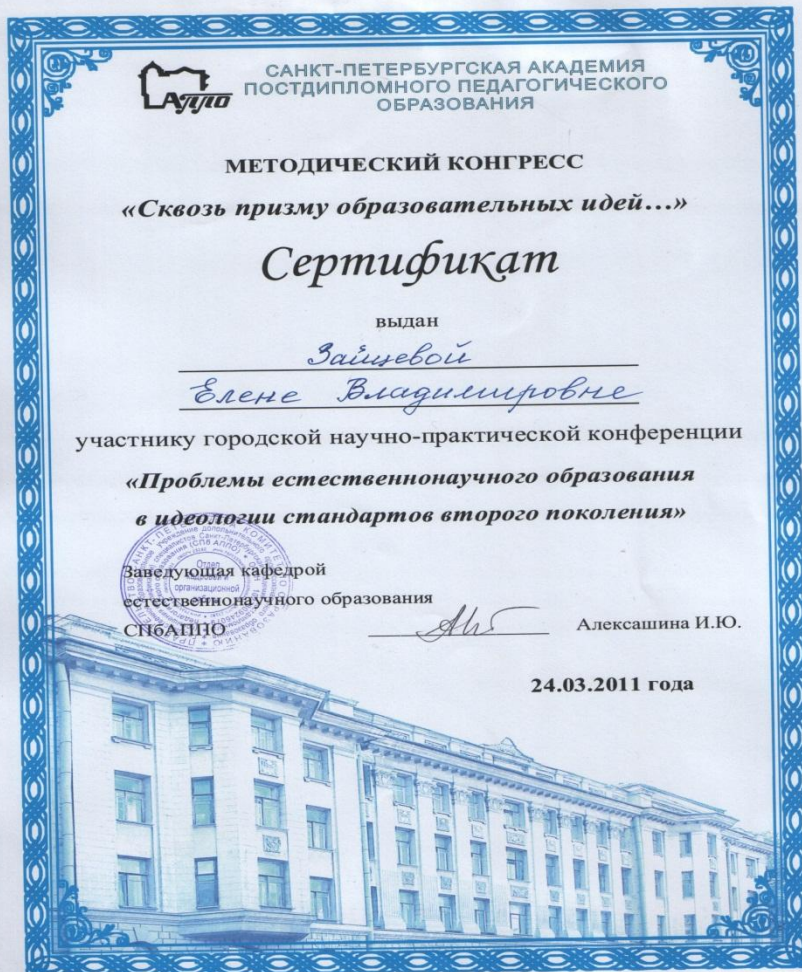 Аппо
САНКТ-ПЕТЕРБУРГСКАЯ АКАДЕМИЯ
ПОСТДИПЛОМНОГО ПЕДАГОГИЧЕСКОГО
ОБРАЗОВАНИЯ
МЕТОДИЧЕСКИЙ КОНГРЕСС
«Сквозь призму образовательных идей…»
Сертификат
выдан
Зайцевой
Елене Владимировне
участнику городской научно-практической конференции
«Проблемы естественнонаучного образования
в идеологии стандартов второго поколения»
Отдел
организационной
Заведующая кафедрой
естественнонаучного образования
СПбАППО
Алексашина И.Ю.
24.03.2011 года